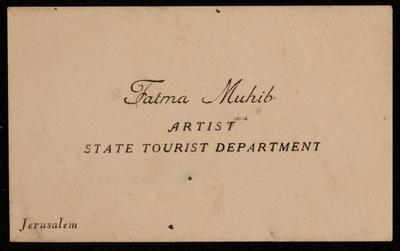 Fatma Muhib
ARTIST
STATE TOURIST DEPARTMENT
Jerusalem